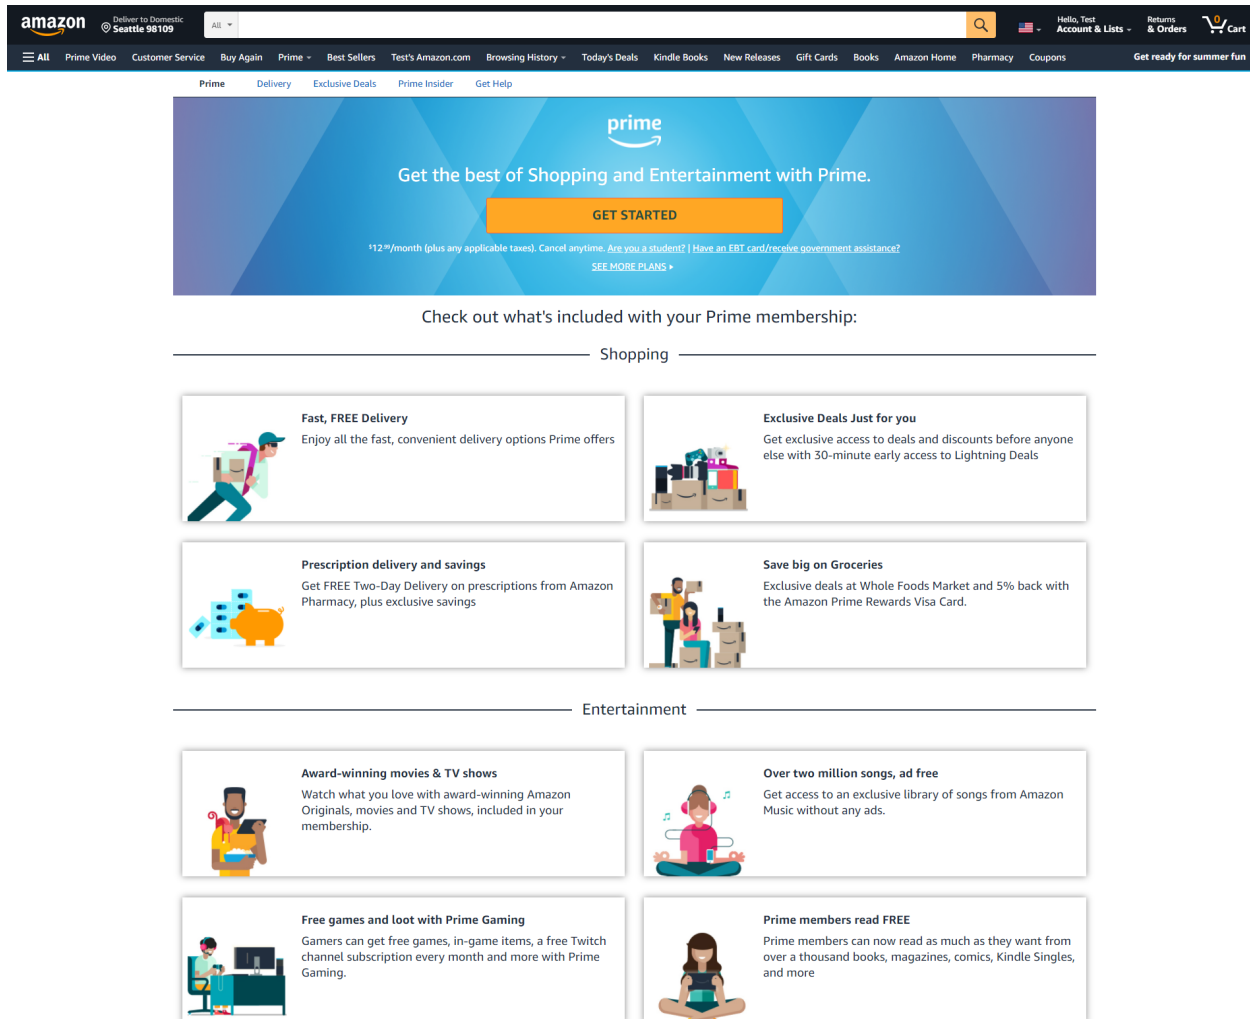 amazon
Deliver to Domestic
Seattle 98109
All
Hello, Test
Account & Lists
Returns
& Orders
0
Cart
All
Prime Video
Customer Service
Buy Again
Prime
Best Sellers
Test's Amazon.com
Browsing History
Today's Deals
Kindle Books
New Releases
Gift Cards
Books
Amazon Home
Pharmacy
Coupons
Get ready for summer fun
Prime
Delivery
Exclusive Deals
Prime Insider
Get Help
prime
Get the best of Shopping and Entertainment with Prime.
GET STARTED
$12.99/month (plus any applicable taxes). Cancel anytime. Are you a student? | Have an EBT card/receive government assistance?
SEE MORE PLANS
Check out what's included with your Prime membership:
Shopping
Fast, FREE Delivery
Enjoy all the fast, convenient delivery options Prime offers
Exclusive Deals Just for you
Get exclusive access to deals and discounts before anyone
else with 30-minute early access to Lightning Deals
Prescription delivery and savings
Get FREE Two-Day Delivery on prescriptions from Amazon
Pharmacy, plus exclusive savings
Save big on Groceries
Exclusive deals at Whole Foods Market and 5% back with
the Amazon Prime Rewards Visa Card.
Entertainment
Award-winning movies & TV shows
Watch what you love with award-winning Amazon
Originals, movies and TV shows, included in your
membership.
Over two million songs, ad free
Get access to an exclusive library of songs from Amazon
Music without any ads.
Free games and loot with Prime Gaming
Gamers can get free games, in-game items, a free Twitch
channel subscription every month and more with Prime
Gaming.
Prime members read FREE
Prime members can now read as much as they want from
over a thousand books, magazines, comics, Kindle Singles,
and more